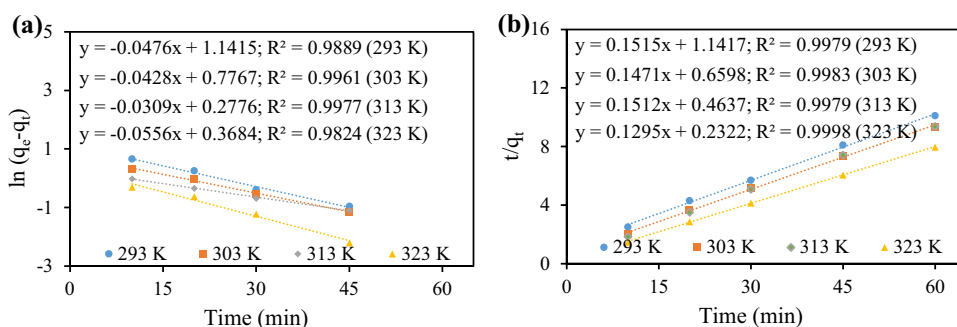 (a)
y = -0.0476x + 1.1415; R² = 0.9889 (293 K)
y = -0.0428x + 0.7767; R² = 0.9961 (303 K)
y = -0.0309x + 0.2776; R² = 0.9977 (313 K)
y = -0.0556x + 0.3684; R² = 0.9824 (323 K)
5
3
1
-1
-3
ln (qe-qt)
293 K 303 K 313 K 323 K
0 15 30 45 60
Time (min)
(b)
y = 0.1515x + 1.1417; R² = 0.9979 (293 K)
y = 0.1471x + 0.6598; R² = 0.9983 (303 K)
y = 0.1512x + 0.4637; R² = 0.9979 (313 K)
y = 0.1295x + 0.2322; R² = 0.9998 (323 K)
16
12
8
4
0
t/qt
293 K 303 K 313 K 323 K
0 15 30 45 60
Time (min)